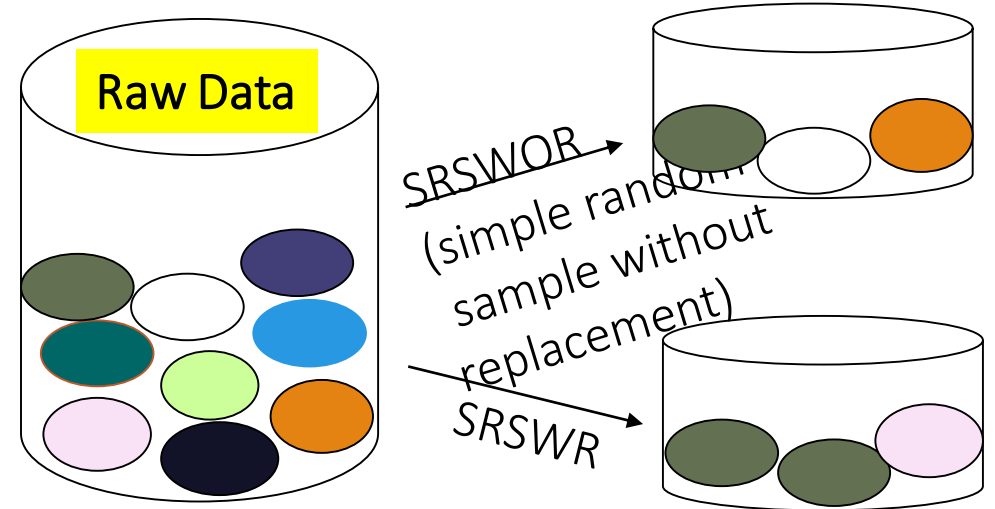 Raw Data
SRSWOR
(simple random
sample without
replacement)
SRSWR